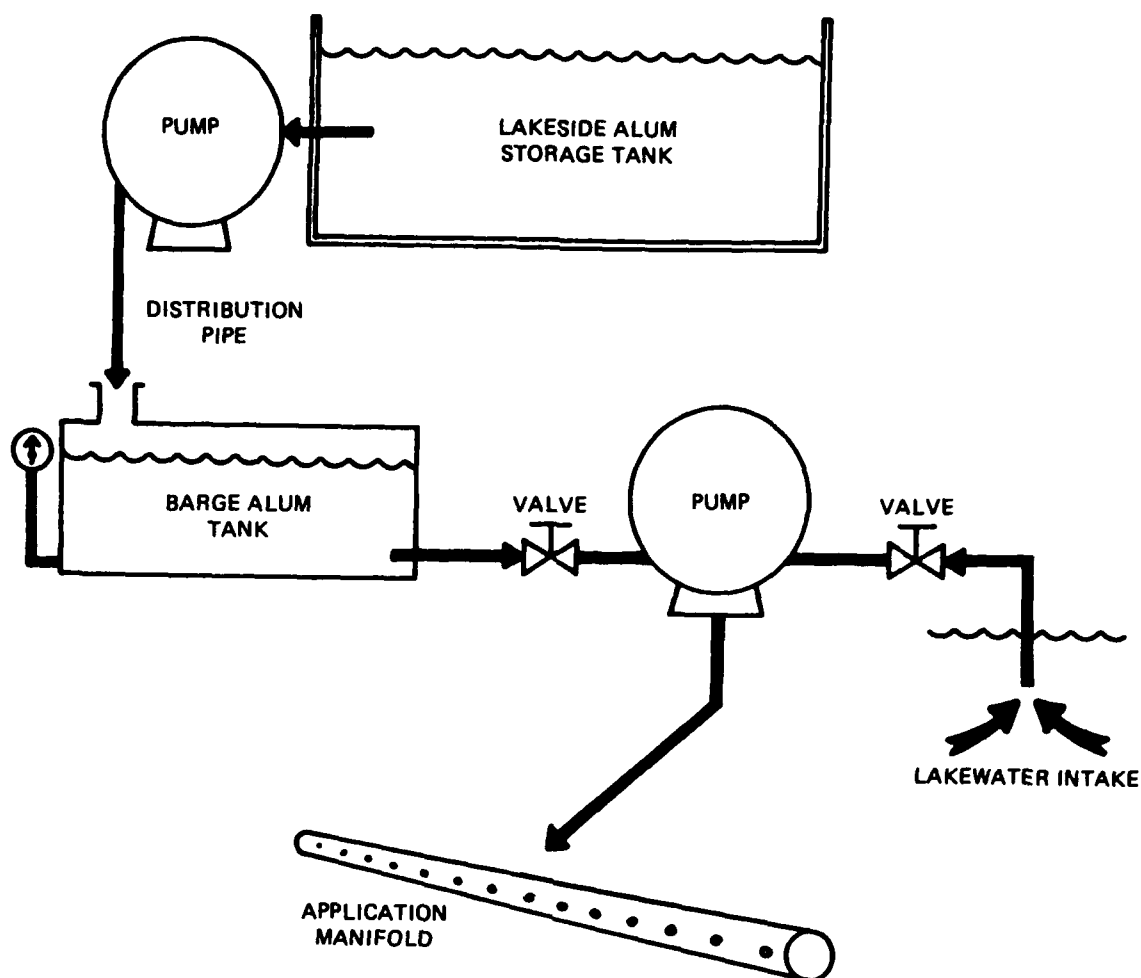 PUMP
LAKESIDE ALUM
STORAGE TANK
DISTRIBUTION
PIPE
BARGE ALUM
TANK
VALVE
PUMP
VALVE
LAKEWATER INTAKE
APPLICATION
MANIFOLD